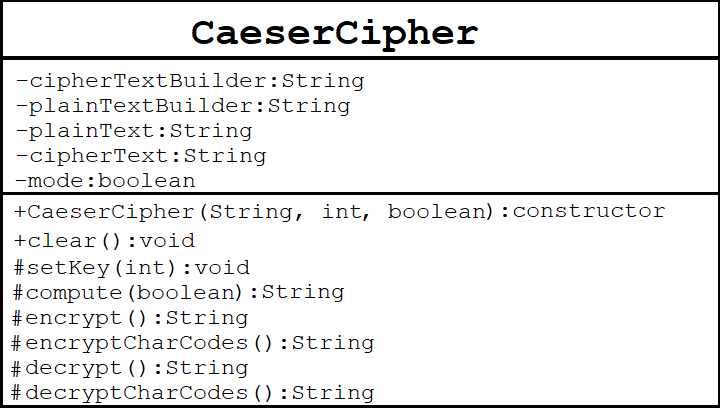 CaeserCipher
-cipherTextBuilder:String
-plainTextBuilder:String
-plainText:String
-cipherText:String
-mode:boolean
+CaeserCipher(String, int, boolean):constructor
+clear():void
#setKey(int):void
#compute(boolean):String
#encrypt():String
#encryptCharCodes():String
#decrypt():String
#decryptCharCodes():String